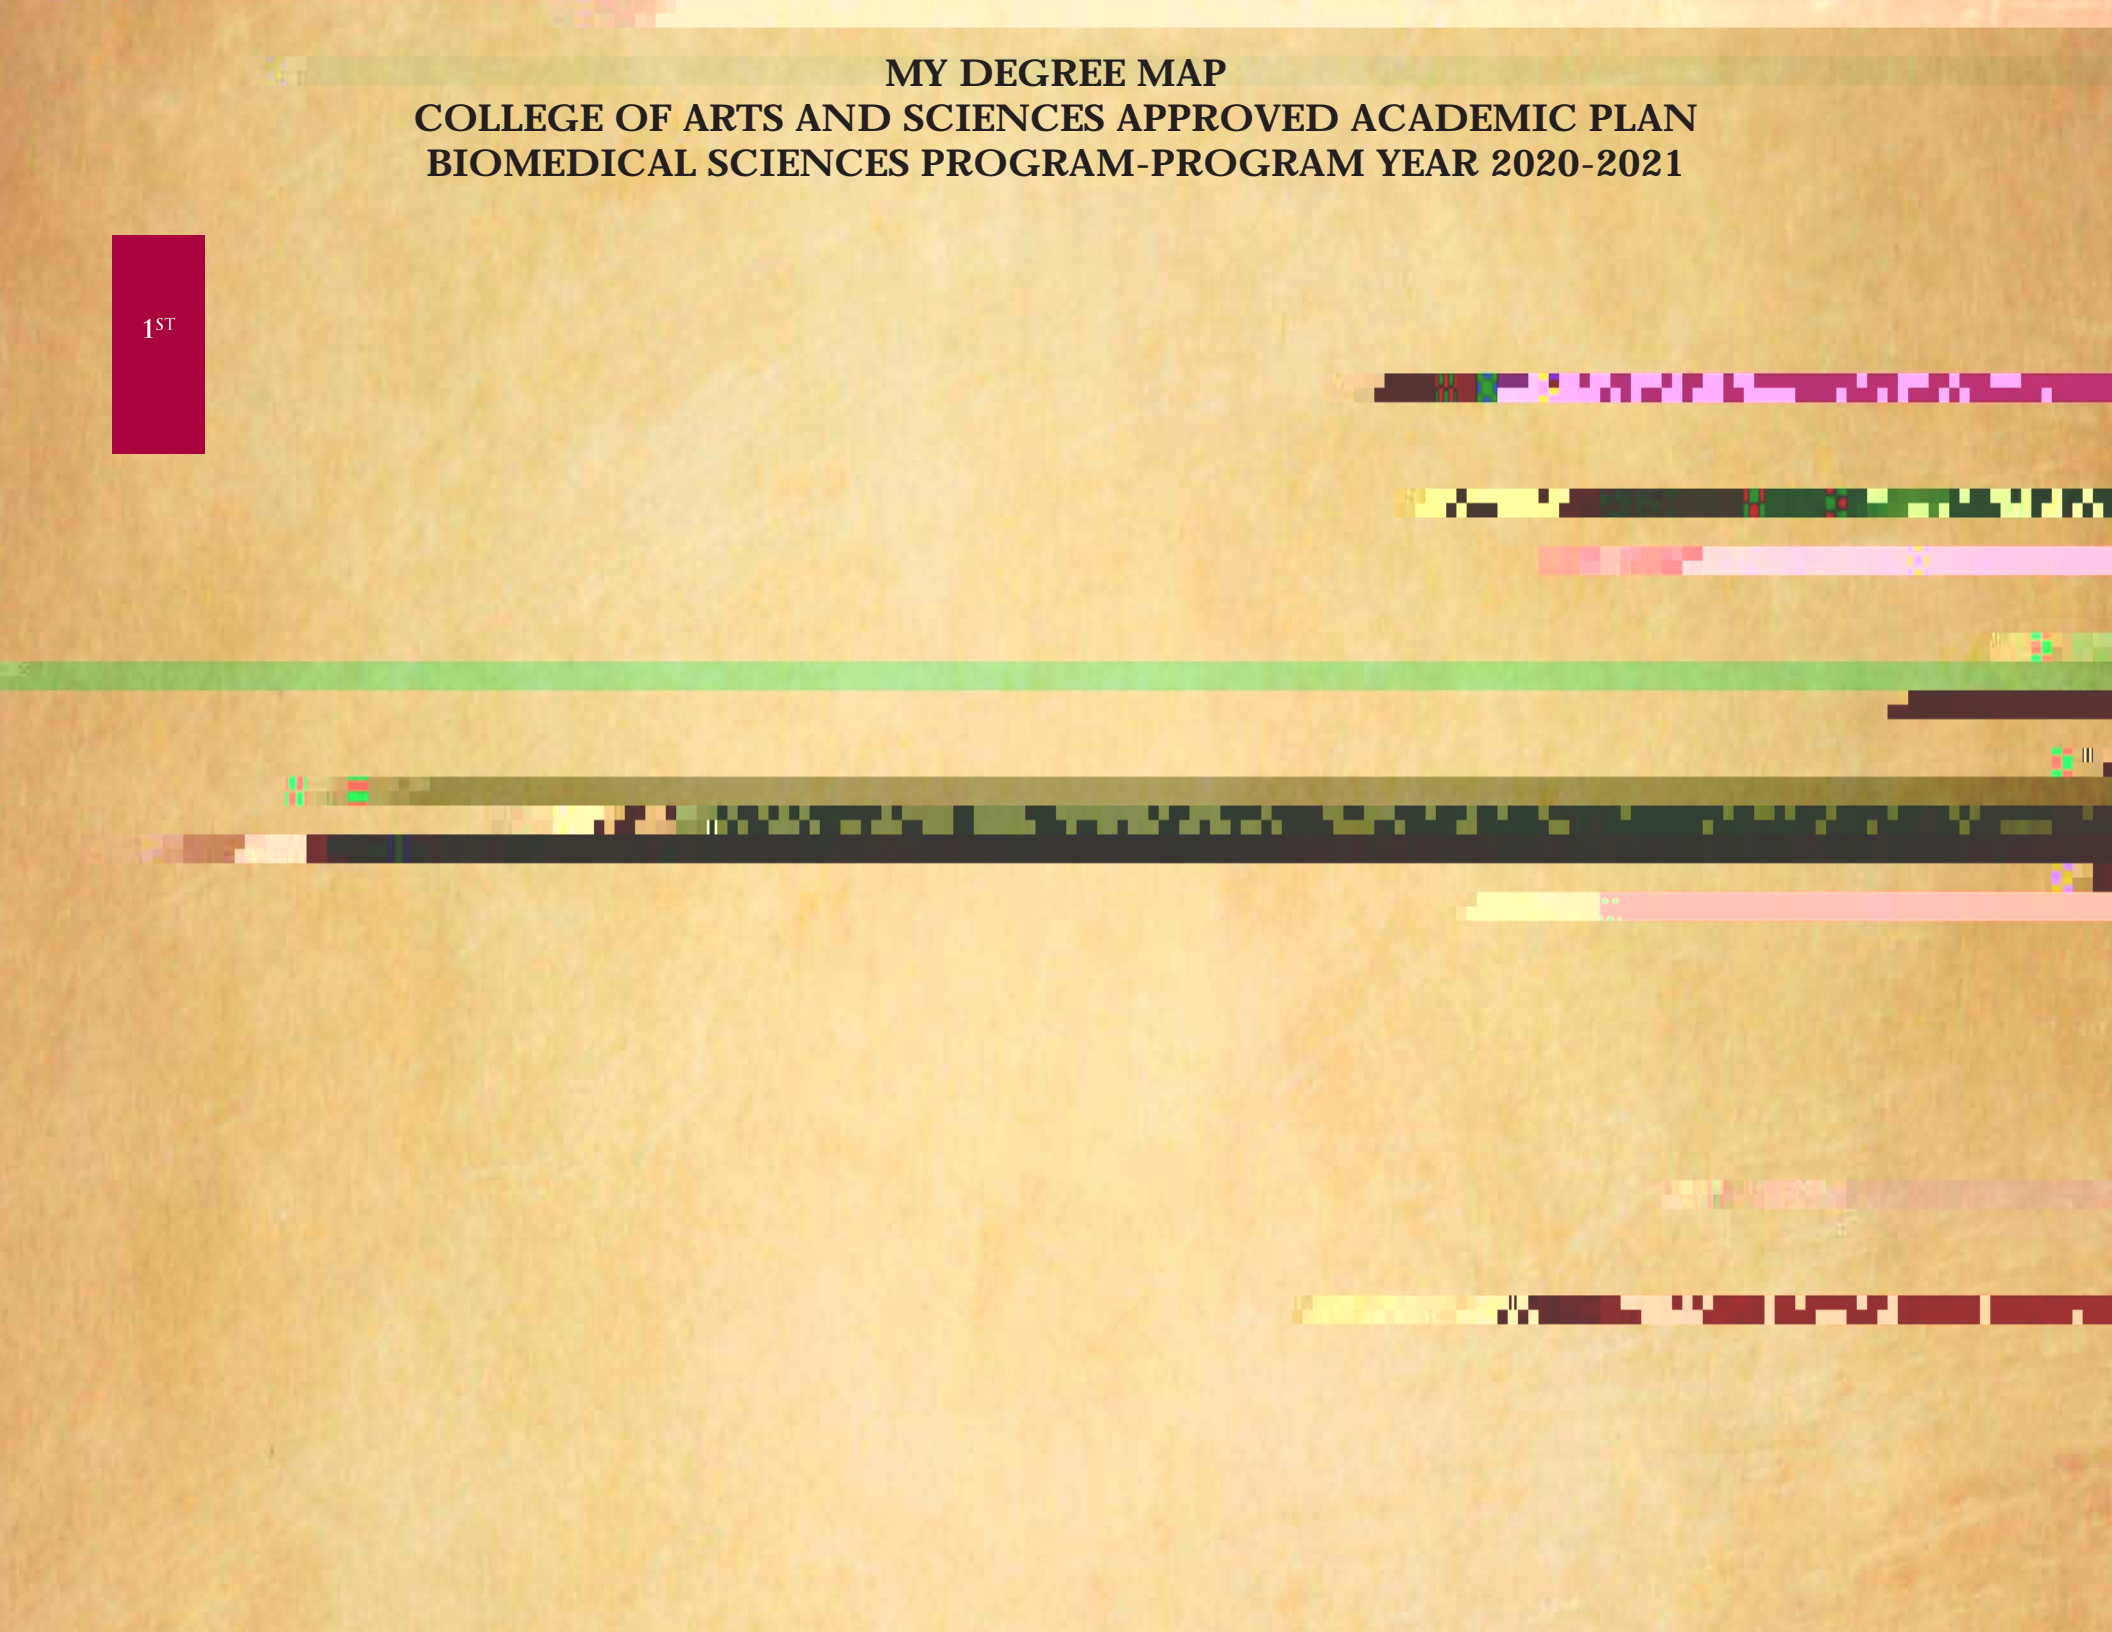 MY DEGREE MAP
COLLEGE OF ARTS AND SCIENCES APPROVED ACADEMIC PLAN
BIOMEDICAL SCIENCES PROGRAM-PROGRAM YEAR 2020-2021
1ST